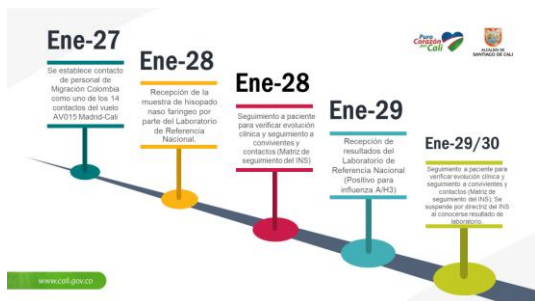 Ene-27
Se establece contacto
de personal de
Migración Colombia
como uno de los 14
contactos del vuelo
AV015 Madrid-Cali
Ene-28
Recepción de la
muestra de hisopado
naso faríngeo por
parte del Laboratorio
de Referencia
Nacional.
Ene-28
Seguimiento a paciente
para verificar evolución
clínica y seguimiento a
convivientes y
contactos (Matriz de
seguimiento del INS)
Ene-29
Recepción de
resultados del
Laboratorio de
Referencia Nacional
(Positivo para
influenza A/H3)
Ene-29/30
Seguimiento a paciente para
verificar evolución clínica y
seguimiento a convivientes y
contactos (Matriz de
seguimiento del INS); Se
suspende por directriz del INS
al conocerse resultado de
laboratorio.
Puro
Corazón
por Cali
ALCALDÍA DE
SANTIAGO DE CALI
www.cali.gov.co